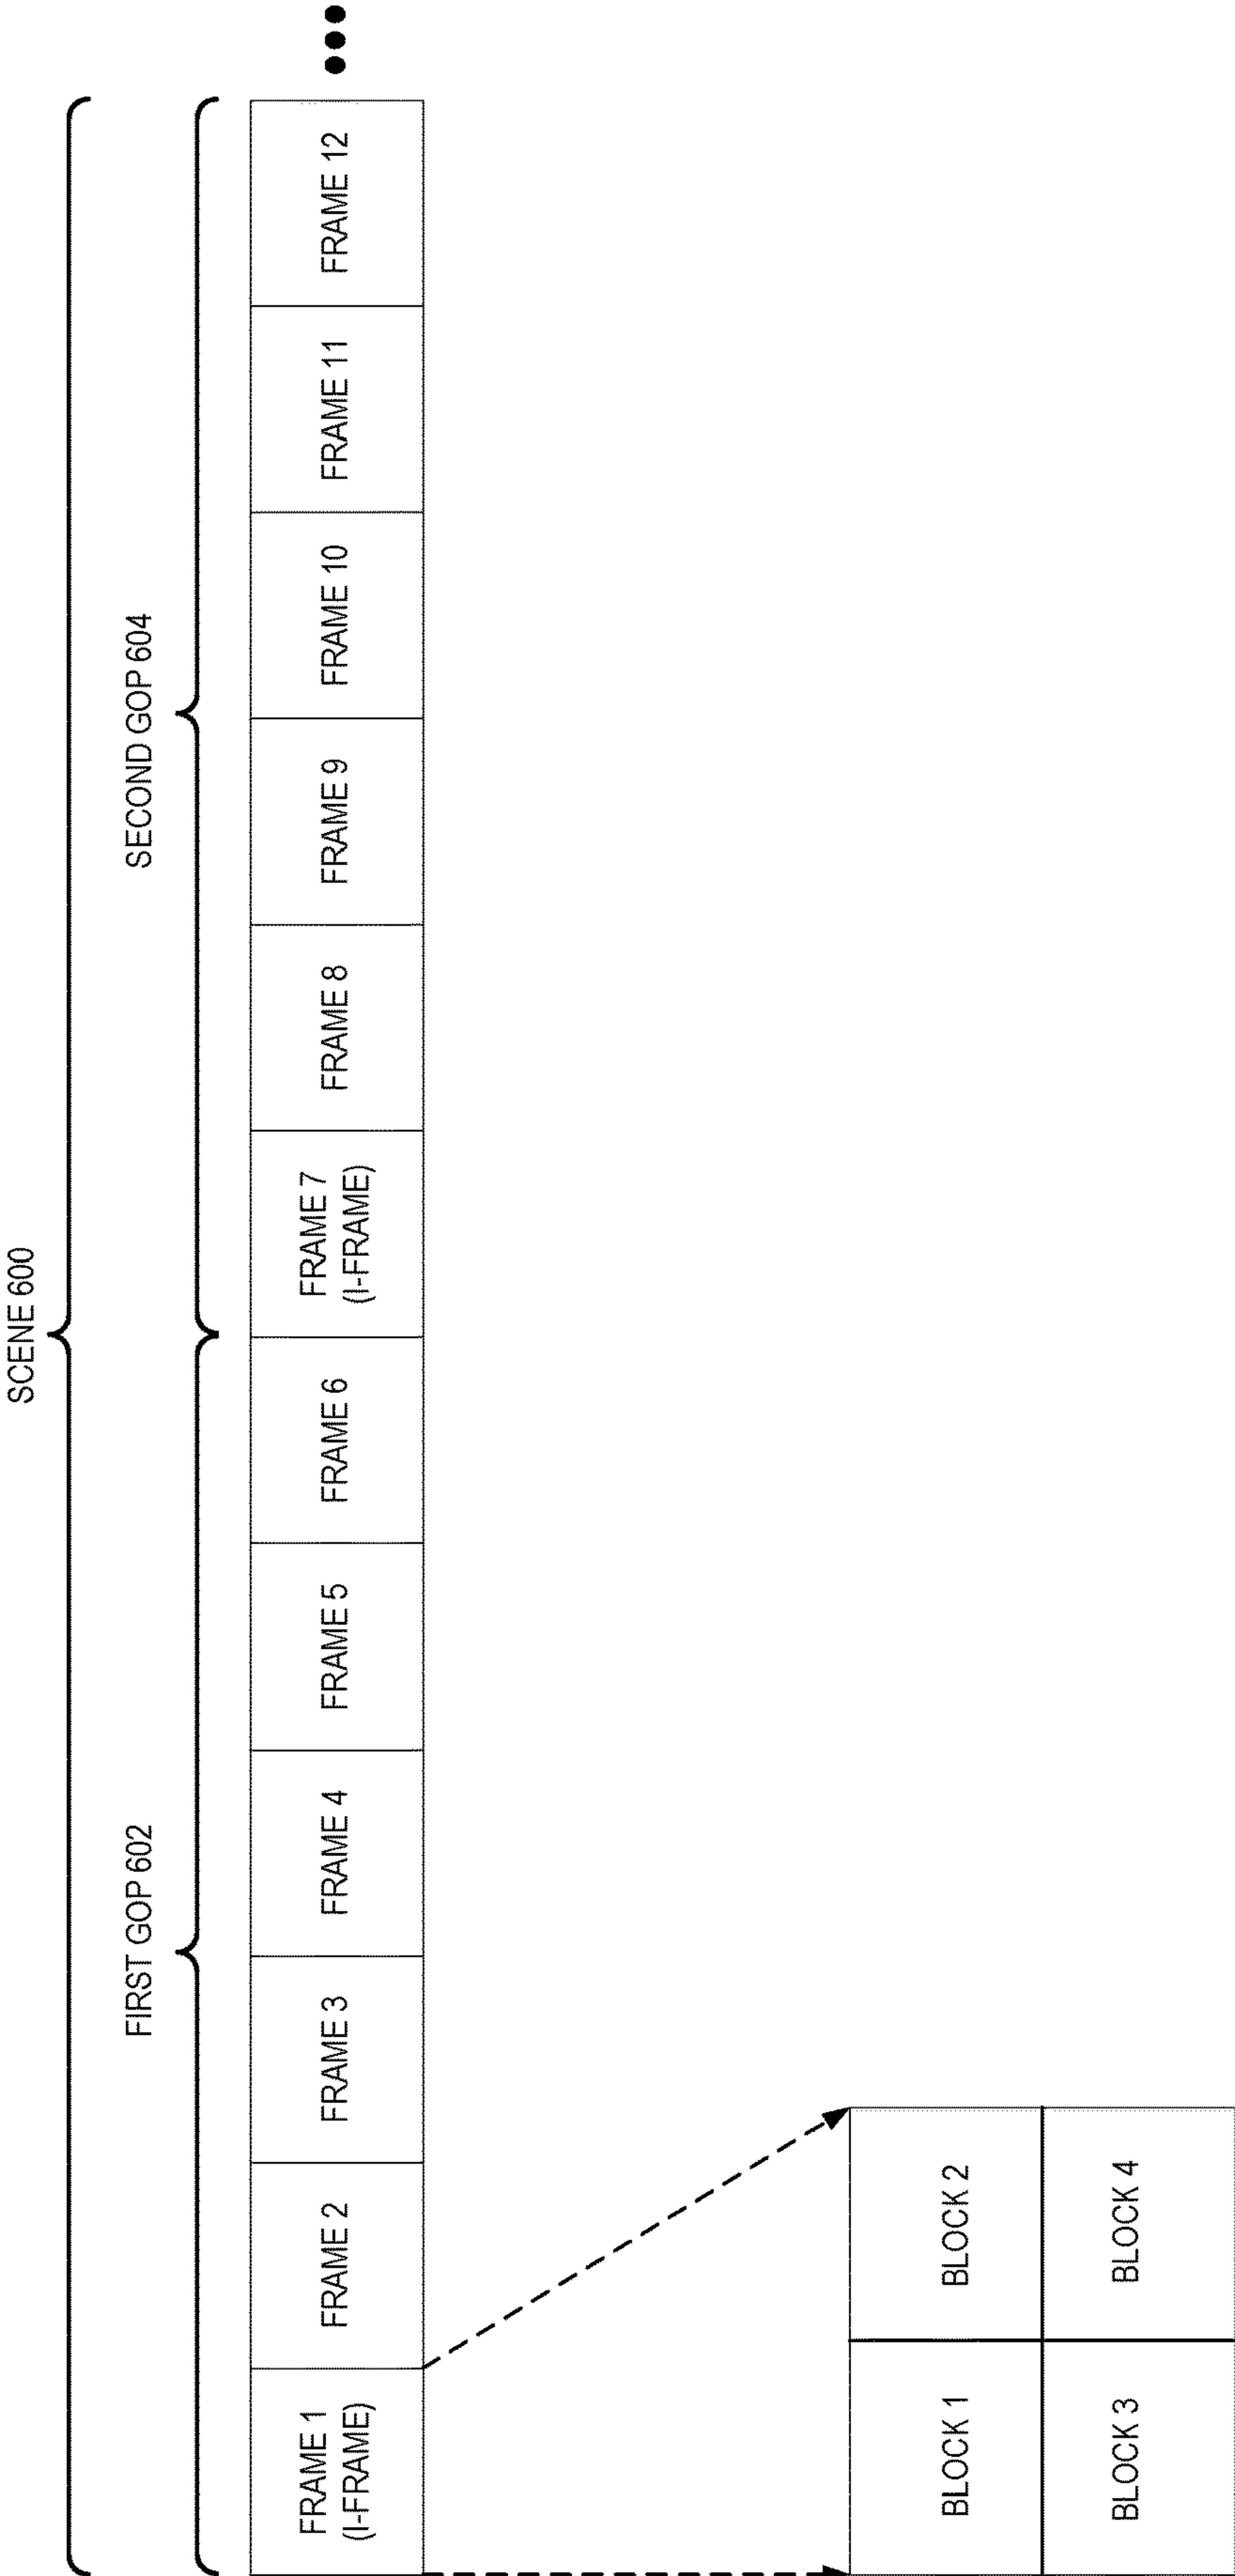 SCENE 600
FIRST GOP 602
SECOND GOP 604
FRAME 1
(I-FRAME)
FRAME 2
FRAME 3
FRAME 4
FRAME 5
FRAME 6
FRAME 7
(I-FRAME)
FRAME 8
FRAME 9
FRAME 10
FRAME 11
FRAME 12
BLOCK 1
BLOCK 2
BLOCK 3
BLOCK 4